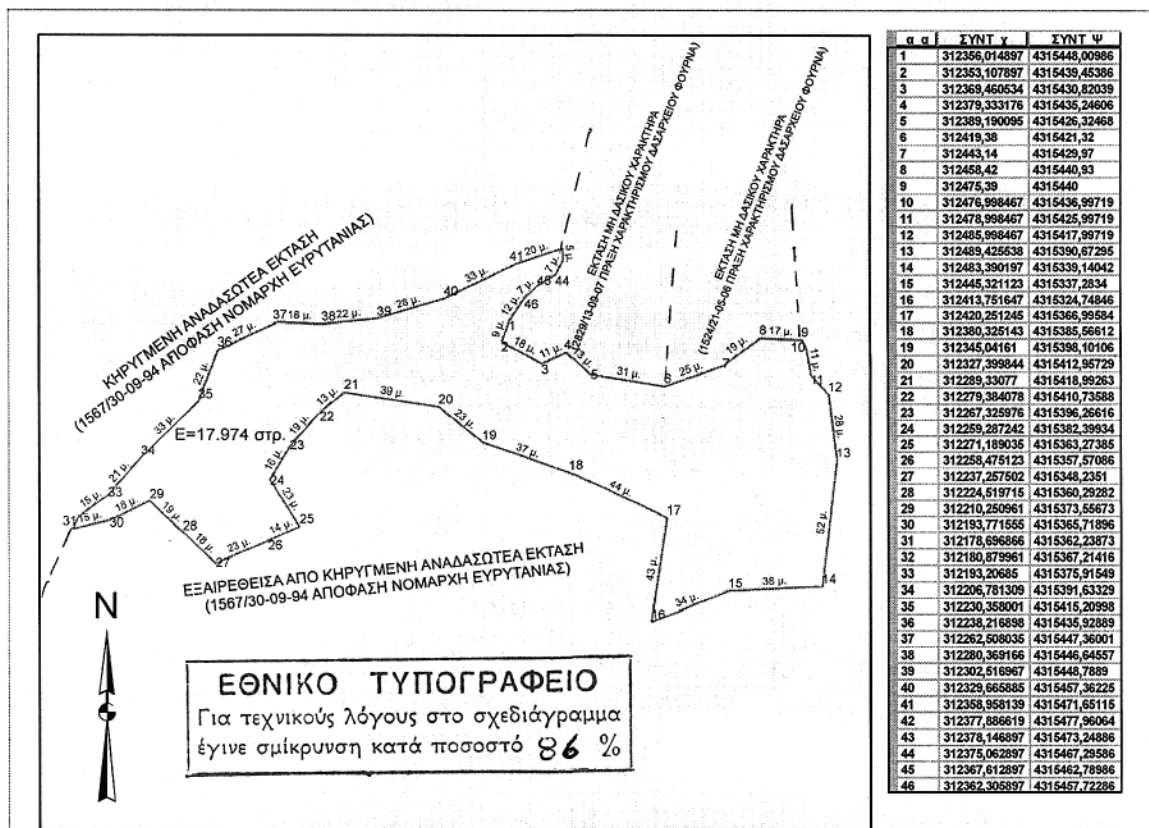 ΚΗΡΥΓΜΕΝΗ ΑΝΑΔΑΣΩΤΕΑ ΕΚΤΑΣΗ
(1567/30-09-94 ΑΠΟΦΑΣΗ ΝΟΜΑΡΧΗ ΕΥΡΥΤΑΝΙΑΣ)
ΕΚΤΑΣΗ ΜΗ ΔΑΣΙΚΟΥ ΧΑΡΑΚΤΗΡΑ
(2829/13-09-07 ΠΡΑΞΗ ΧΑΡΑΚΤΗΡΙΣΜΟΥ ΔΑΣΑΡΧΕΙΟΥ ΦΟΥΡΝΑ)
ΕΚΤΑΣΗ ΜΗ ΔΑΣΙΚΟΥ ΧΑΡΑΚΤΗΡΑ
(1524/21-05-06 ΠΡΑΞΗ ΧΑΡΑΚΤΗΡΙΣΜΟΥ ΔΑΣΑΡΧΕΙΟΥ ΦΟΥΡΝΑ)
Ε=17.974 στρ.
ΕΞΑΙΡΕΘΕΙΣΑ ΑΠΟ ΚΗΡΥΓΜΕΝΗ ΑΝΑΔΑΣΩΤΕΑ ΕΚΤΑΣΗ
(1567/30-09-94 ΑΠΟΦΑΣΗ ΝΟΜΑΡΧΗ ΕΥΡΥΤΑΝΙΑΣ)
N
ΕΘΝΙΚΟ ΤΥΠΟΓΡΑΦΕΙΟ
Για τεχνικούς λόγους στο σχεδιάγραμμα
έγινε σμίκρυνση κατά ποσοστό 86 %
α α ΣΥΝΤ χ ΣΥΝΤ Ψ
1 312356,014897 4315448,00986
2 312353,107897 4315439,45386
3 312369,460534 4315430,82039
4 312379,333176 4315435,24606
5 312389,190095 4315426,32468
6 312419,38 4315421,32
7 312443,14 4315429,97
8 312458,42 4315440,93
9 312475,39 4315440
10 312476,998467 4315436,99719
11 312478,998467 4315425,99719
12 312485,998467 4315417,99719
13 312489,425538 4315390,67295
14 312483,390197 4315339,14042
15 312445,321123 4315337,2834
16 312413,751647 4315324,74846
17 312420,251245 4315366,99584
18 312380,325143 4315385,56612
19 312345,04161 4315398,10106
20 312327,399844 4315412,95729
21 312289,33077 4315418,99263
22 312279,384078 4315410,73588
23 312267,325976 4315396,26616
24 312259,287242 4315382,39934
25 312271,189035 4315363,27385
26 312258,475123 4315357,57086
27 312237,257502 4315348,2351
28 312224,519715 4315360,29282
29 312210,250961 4315373,55673
30 312193,771555 4315365,71896
31 312178,696866 4315362,23873
32 312180,879961 4315367,21416
33 312193,20685 4315375,91549
34 312206,781309 4315391,63329
35 312230,358001 4315415,20998
36 312238,216898 4315435,92889
37 312262,508035 4315447,36001
38 312280,369166 4315446,64557
39 312302,516967 4315448,7889
40 312329,665885 4315457,36225
41 312358,958139 4315471,65115
42 312377,886619 4315477,96064
43 312378,146897 4315473,24886
44 312375,062897 4315467,29586
45 312367,612897 4315462,78986
46 312362,305897 4315457,72286